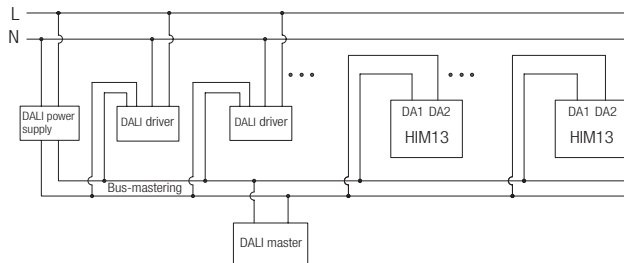 L
N
DALI power
supply
DALI driver
DALI driver
DA1 DA2
HIM13
DA1 DA2
HIM13
Bus-mastering
DALI master